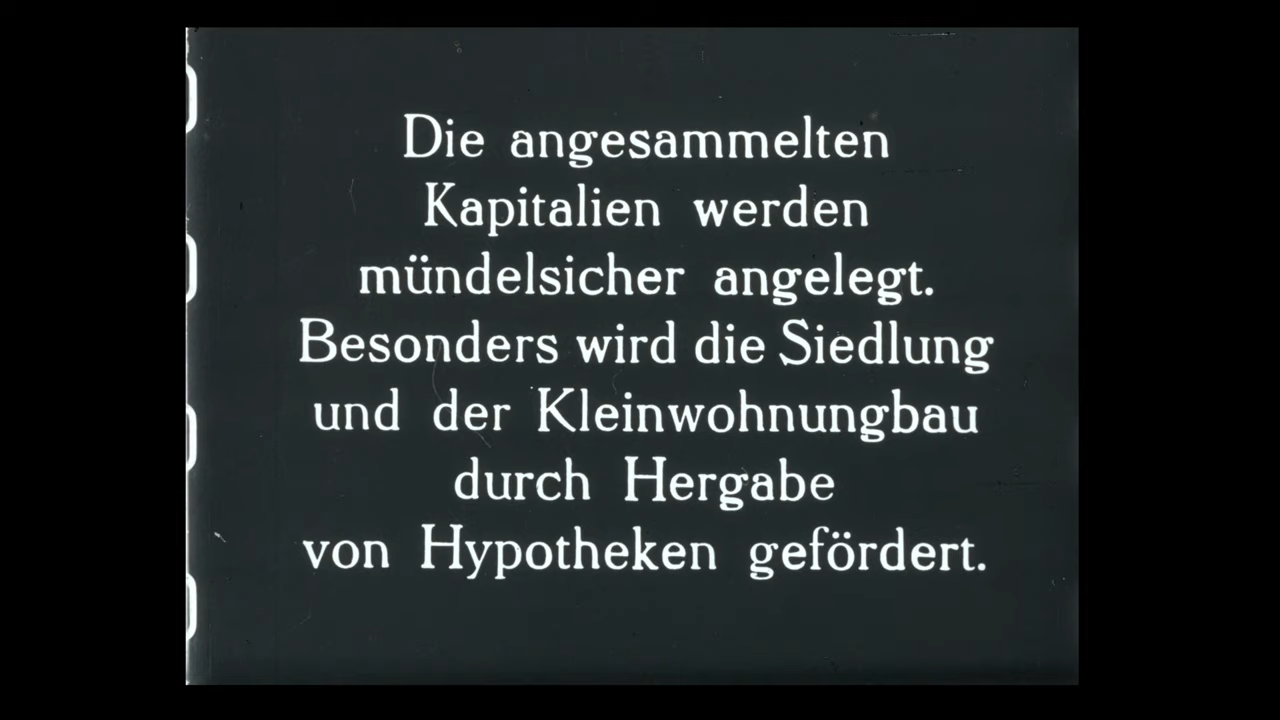 Die angesammelten
Kapitalien werden
mündelsicher angelegt.
Besonders wird die Siedlung
und der Kleinwohnungbau
durch Hergabe
von Hypotheken gefördert.